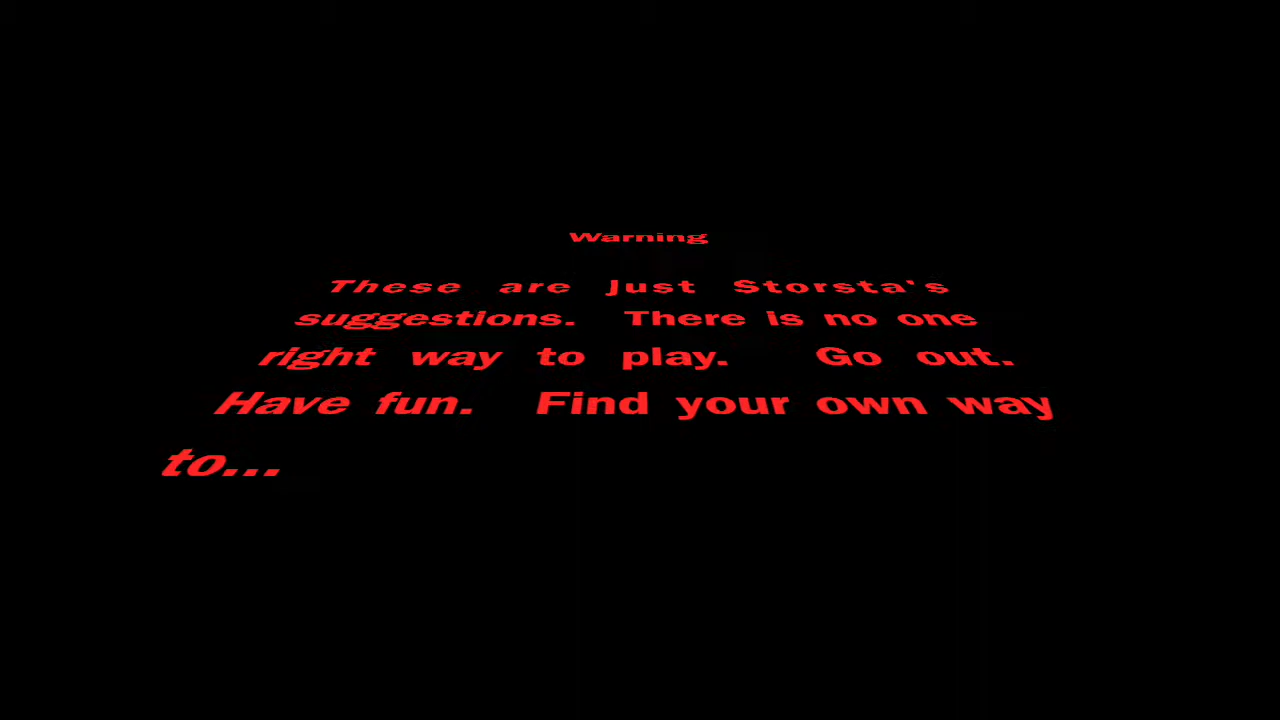 Warning
These are Just Storsta's
suggestions. There is no one
right way to play. Go out.
Have fun. Find your own way
to...